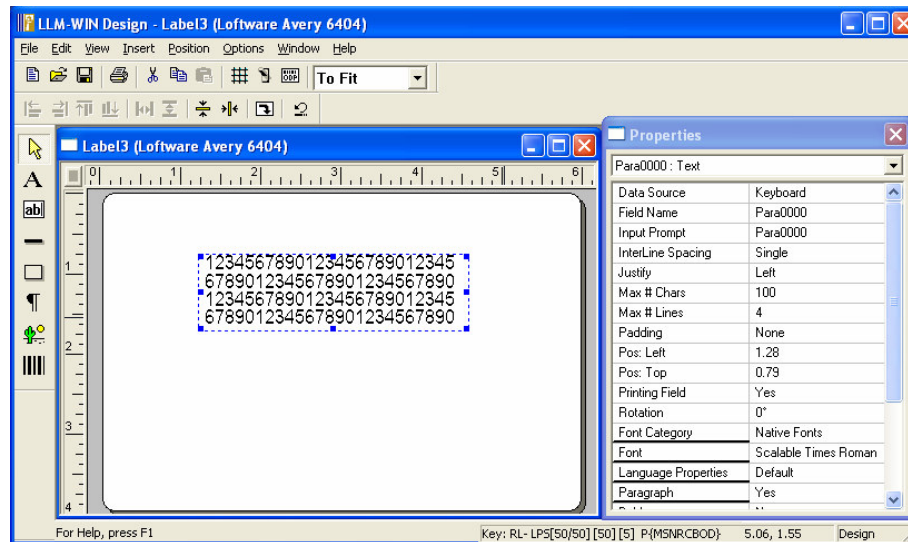 LLM-WIN Design - Label3 (Loftware Avery 6404)
File Edit View Insert Position Options Window Help
To Fit
Label3 (Loftware Avery 6404)
0 1 2 3 4 5 6
1
2
3
4
1234567890123456789012345
6789012345678901234567890
1234567890123456789012345
6789012345678901234567890
A
ab
Properties
Para0000 : Text
Data Source Keyboard
Field Name Para0000
Input Prompt Para0000
InterLine Spacing Single
Justify Left
Max # Chars 100
Max # Lines 4
Padding None
Pos: Left 1.28
Pos: Top 0.79
Printing Field Yes
Rotation 0°
Font Category Native Fonts
Font Scalable Times Roman
Language Properties Default
Paragraph Yes
For Help, press F1 Key: RL- LPS[50/50] [50] [5] P{MSNRCBOD} 5.06, 1.55 Design